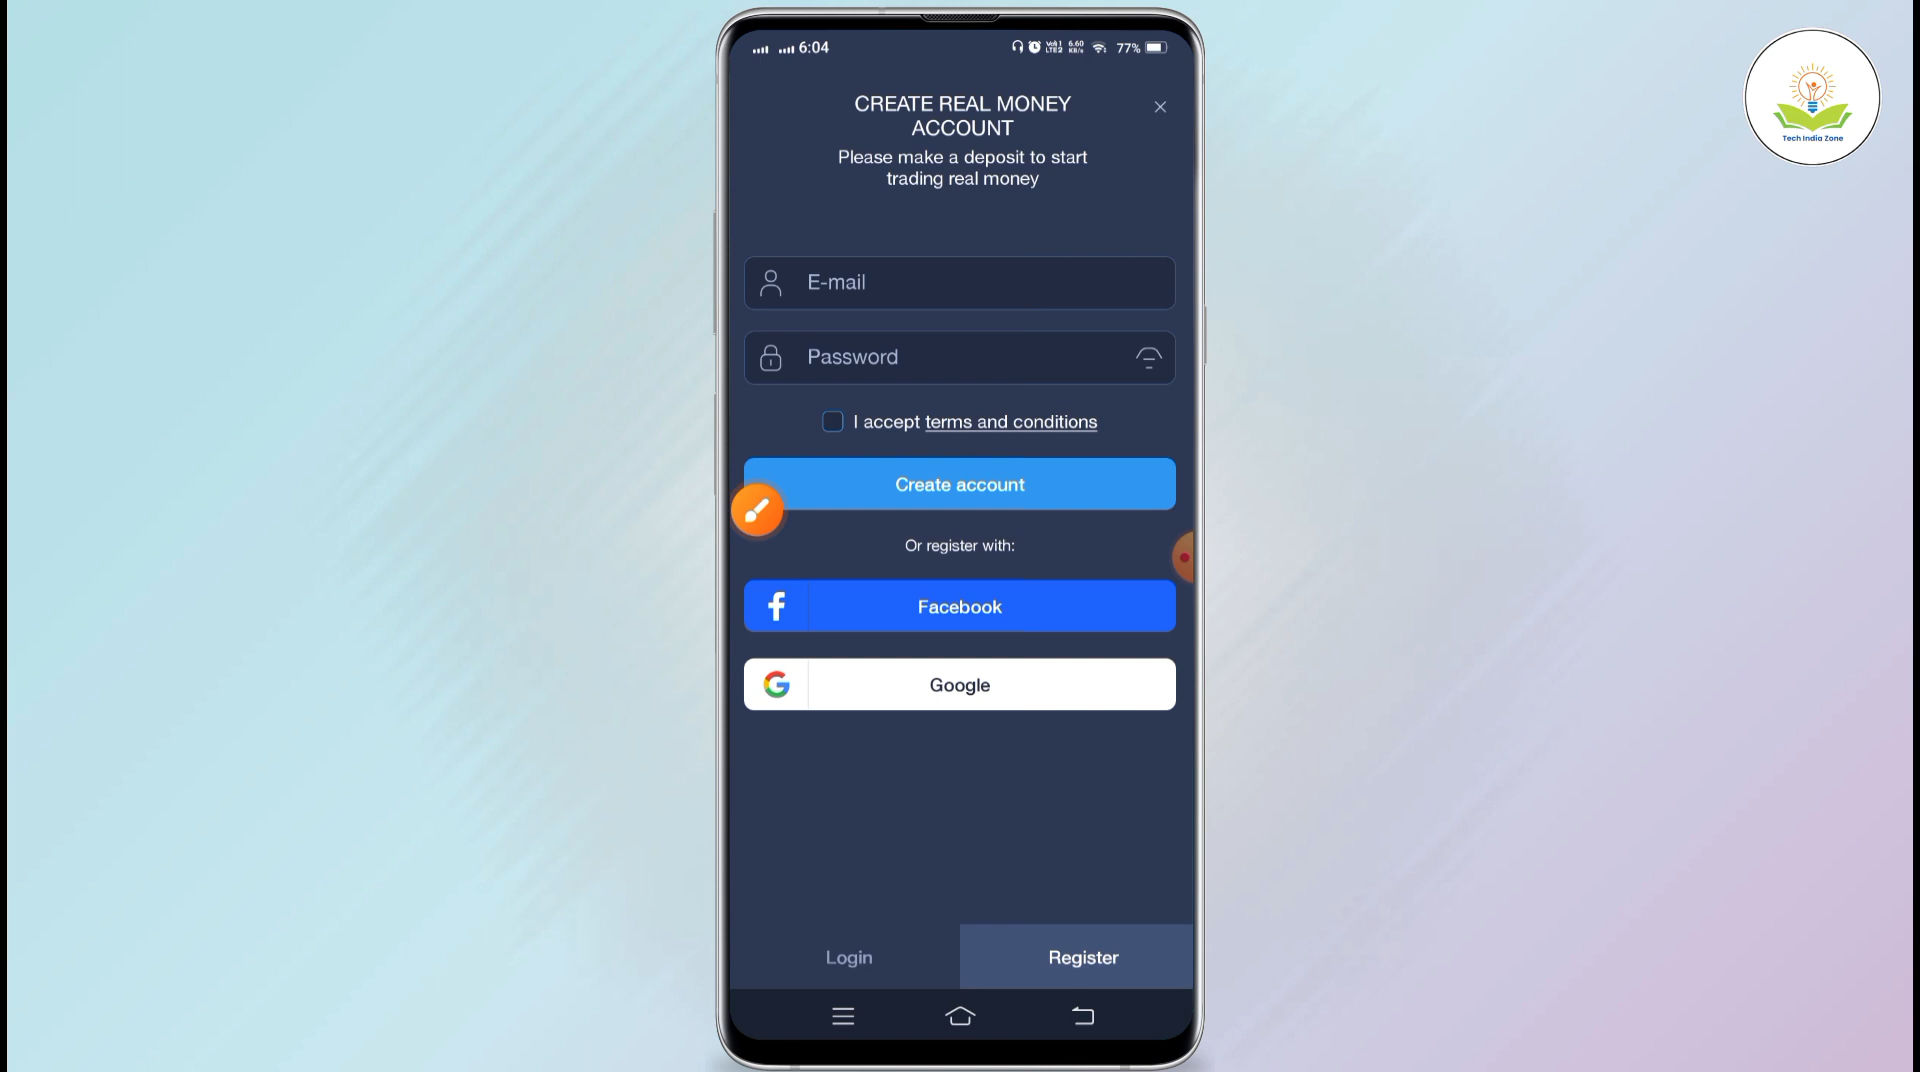 6:04
77%
CREATE REAL MONEY
ACCOUNT
Please make a deposit to start
trading real money
E-mail
Password
I accept terms and conditions
Create account
Or register with:
Facebook
Google
Login
Register
Tech India Zone